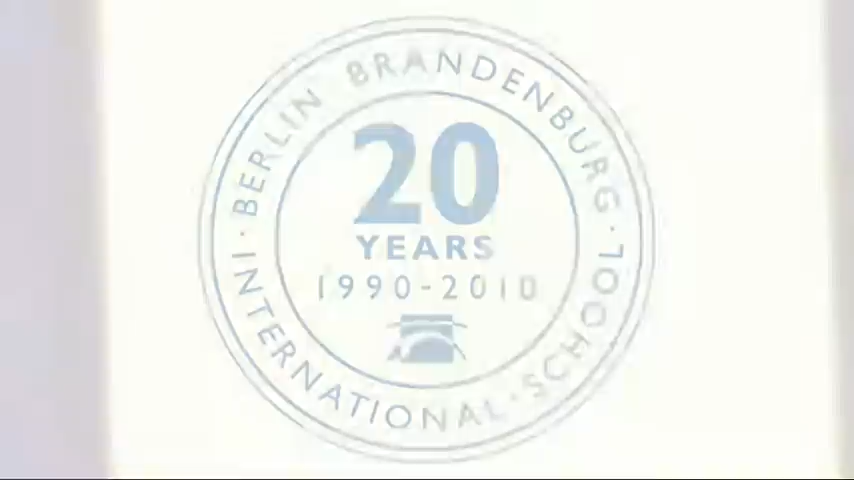 BERLIN BRANDENBURG
20
YEARS
1990-2010
INTERNATIONAL · SCHOOL